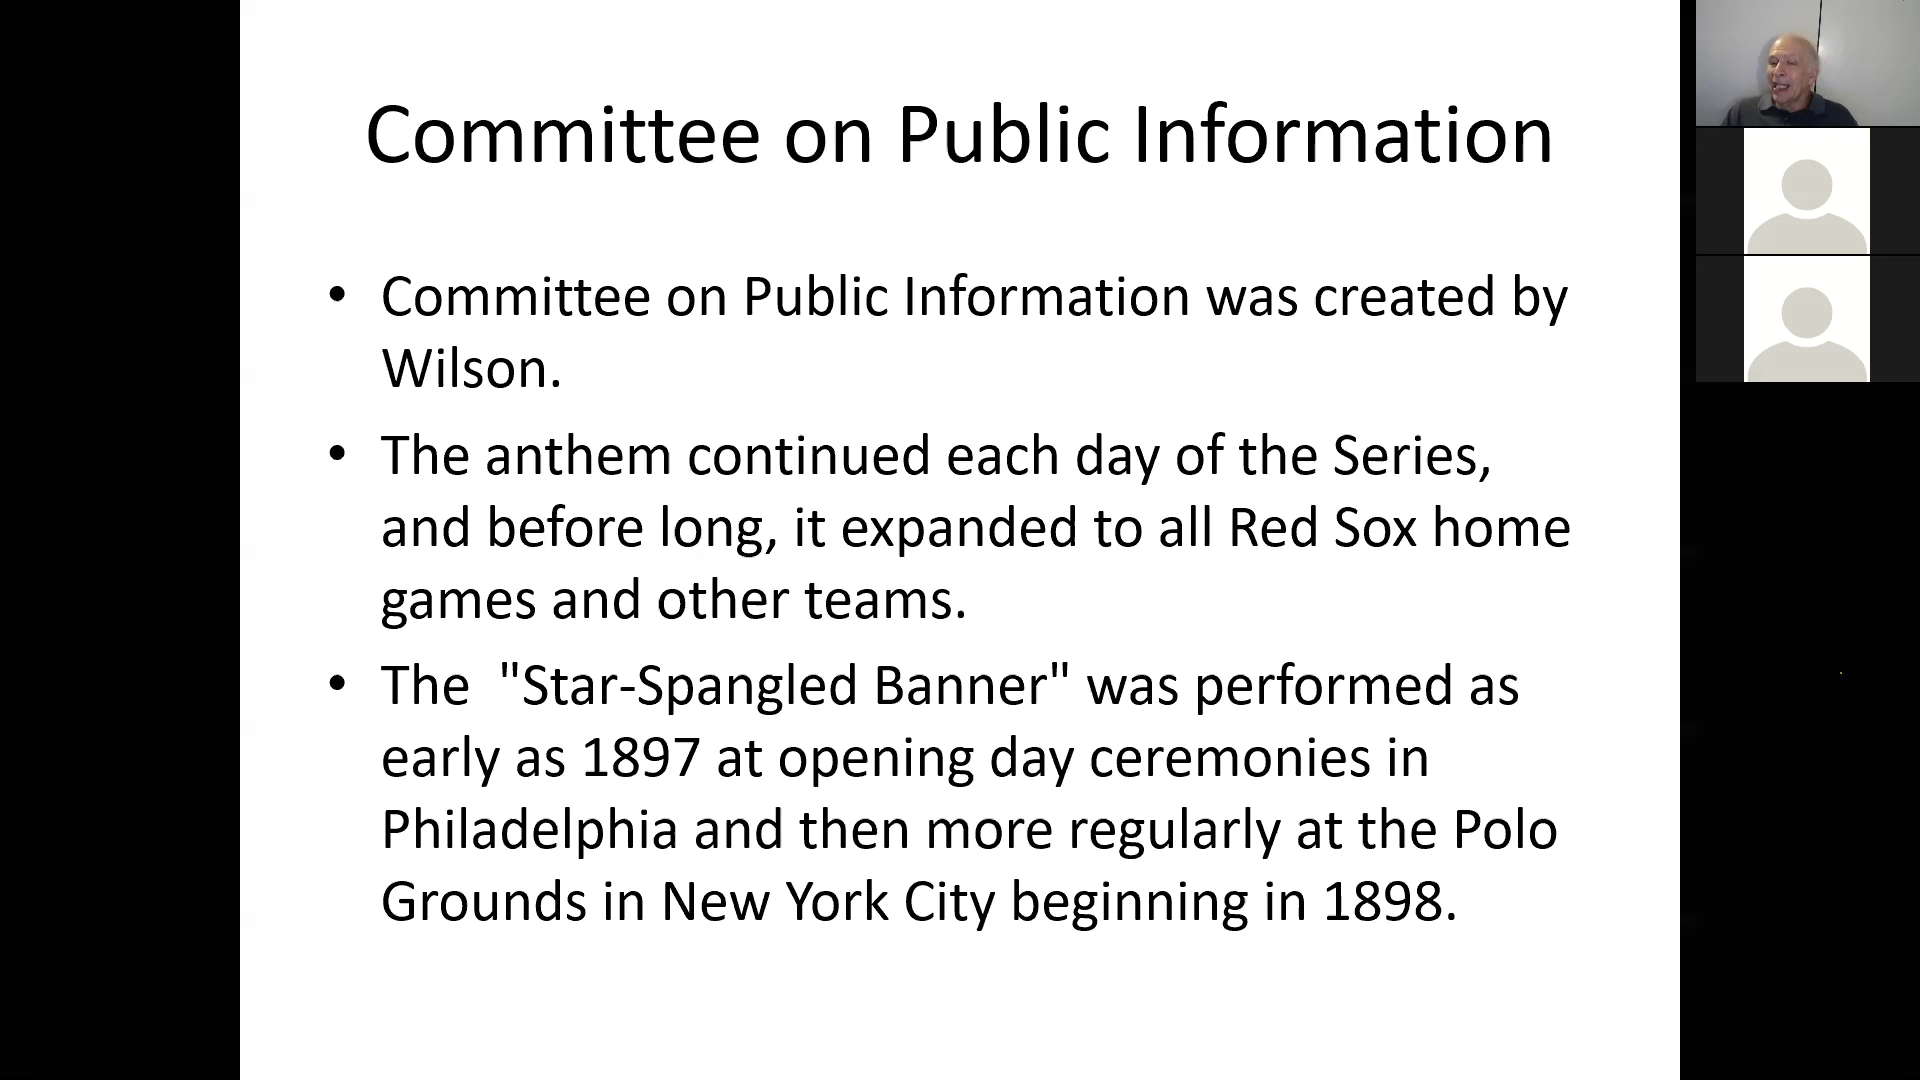 Committee on Public Information
• Committee on Public Information was created by
Wilson.
• The anthem continued each day of the Series,
and before long, it expanded to all Red Sox home
games and other teams.
• The  "Star-Spangled Banner" was performed as
early as 1897 at opening day ceremonies in
Philadelphia and then more regularly at the Polo
Grounds in New York City beginning in 1898.